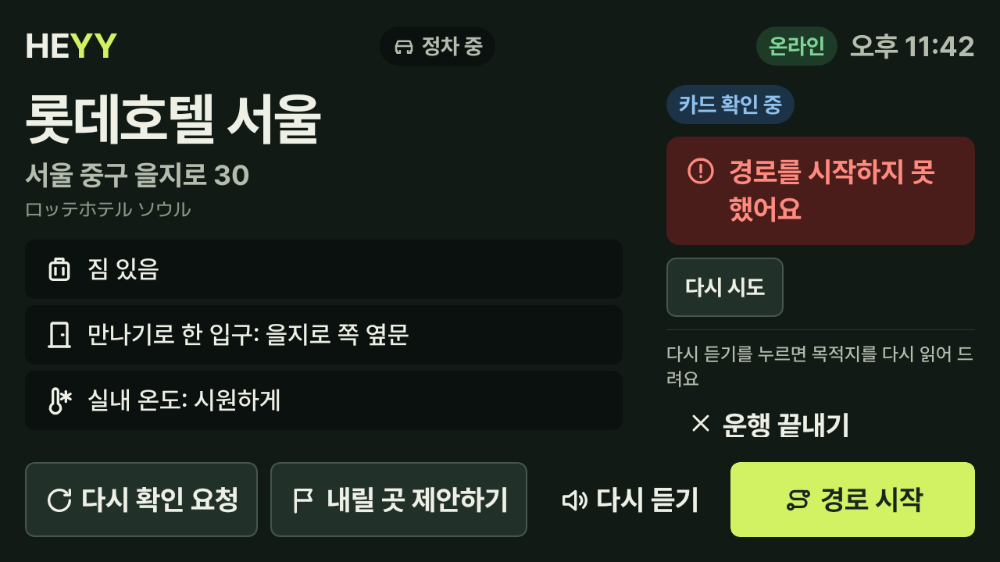 HEYY
정차 중
온라인
오후 11:42
롯데호텔 서울
서울 중구 을지로 30
ロッテホテル ソウル
짐 있음
만나기로 한 입구: 을지로 쪽 옆문
실내 온도: 시원하게
카드 확인 중
경로를 시작하지 못
했어요
다시 시도
다시 듣기를 누르면 목적지를 다시 읽어 드
려요
운행 끝내기
다시 확인 요청
내릴 곳 제안하기
다시 듣기
경로 시작